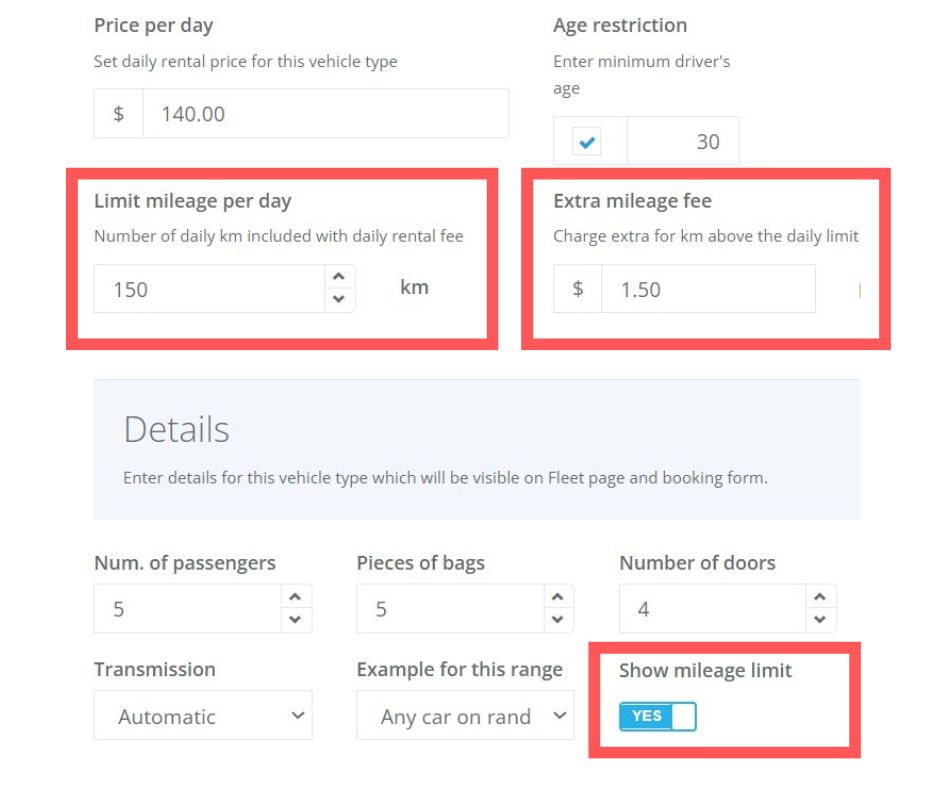 Price per day
Age restriction
Set daily rental price for this vehicle type
Enter minimum driver's
age
$ 140.00
30
Limit mileage per day
Extra mileage fee
Number of daily km included with daily rental fee
Charge extra for km above the daily limit
150 km
$ 1.50
Details
Enter details for this vehicle type which will be visible on Fleet page and booking form.
Num. of passengers
Pieces of bags
Number of doors
5
5
4
Transmission
Example for this range
Show mileage limit
Automatic
Any car on rand
YES